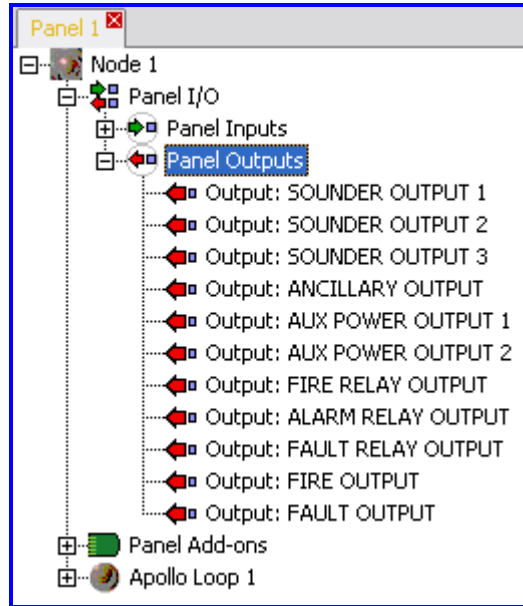 Panel 1
Node 1
Panel I/O
Panel Inputs
Panel Outputs
Output: SOUNDER OUTPUT 1
Output: SOUNDER OUTPUT 2
Output: SOUNDER OUTPUT 3
Output: ANCILLARY OUTPUT
Output: AUX POWER OUTPUT 1
Output: AUX POWER OUTPUT 2
Output: FIRE RELAY OUTPUT
Output: ALARM RELAY OUTPUT
Output: FAULT RELAY OUTPUT
Output: FIRE OUTPUT
Output: FAULT OUTPUT
Panel Add-ons
Apollo Loop 1